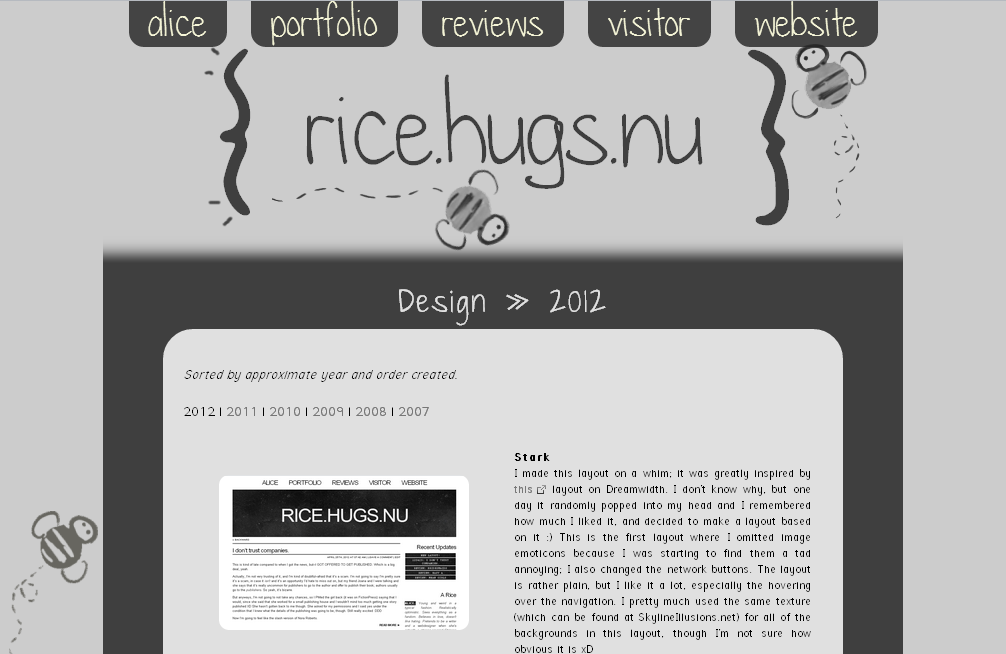 alice portfolio reviews visitor website
rice.hugs.nu
Design » 2012
Sorted by approximate year and order created.
2012 | 2011 | 2010 | 2009 | 2008 | 2007
Stark
I made this layout on a whim; it was greatly inspired by
this layout on Dreamwidth. I don't know why, but one
day it randomly popped into my head and I remembered
how much I liked it, and decided to make a layout based
on it :) This is the first layout where I omitted image
emoticons because I was starting to find them a tad
annoying; I also changed the network buttons. The layout
is rather plain, but I like it a lot, especially the hovering
over the navigation. I pretty much used the same texture
(which can be found at SkylineIllusions.net) for all of the
backgrounds in this layout, though I'm not sure how
obvious it is xD
ALICE PORTFOLIO REVIEWS VISITOR WEBSITE
RICE.HUGS.NU
I don't trust companies.
Recent Updates
A Rice